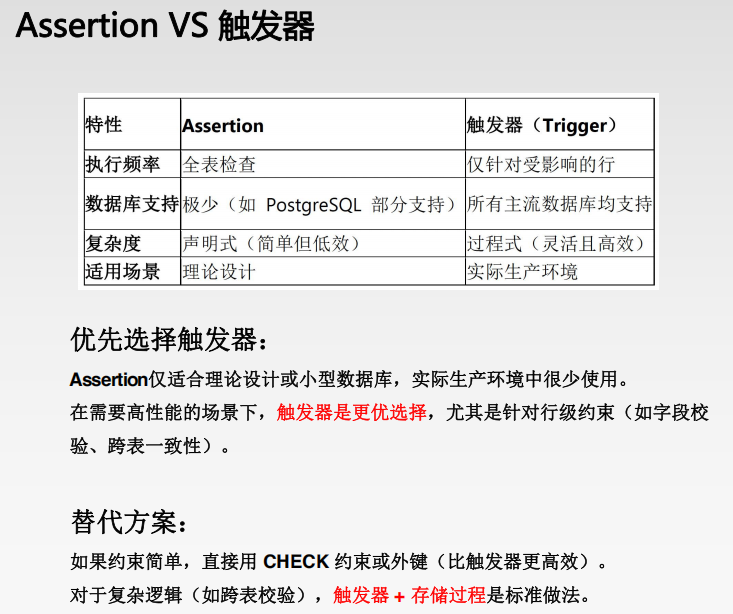 Assertion VS 触发器
特性 Assertion 触发器（Trigger）
执行频率 全表检查 仅针对受影响的行
数据库支持 极少（如 PostgreSQL 部分支持） 所有主流数据库均支持
复杂度 声明式（简单但低效） 过程式（灵活且高效）
适用场景 理论设计 实际生产环境
优先选择触发器：
Assertion仅适合理论设计或小型数据库，实际生产环境中很少使用。
在需要高性能的场景下，触发器是更优选择，尤其是针对行级约束（如字段校
验、跨表一致性）。
替代方案：
如果约束简单，直接用 CHECK 约束或外键（比触发器更高效）。
对于复杂逻辑（如跨表校验），触发器 + 存储过程是标准做法。